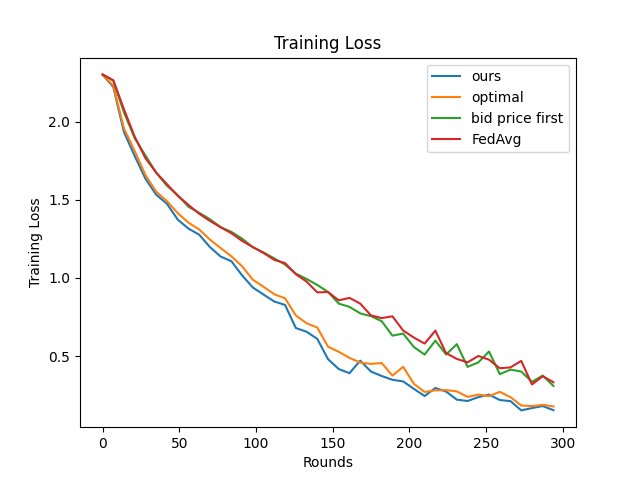 Training Loss
ours
optimal
bid price first
FedAvg
Training Loss
2.0
1.5
1.0
0.5
0
50
100
150
200
250
300
Rounds